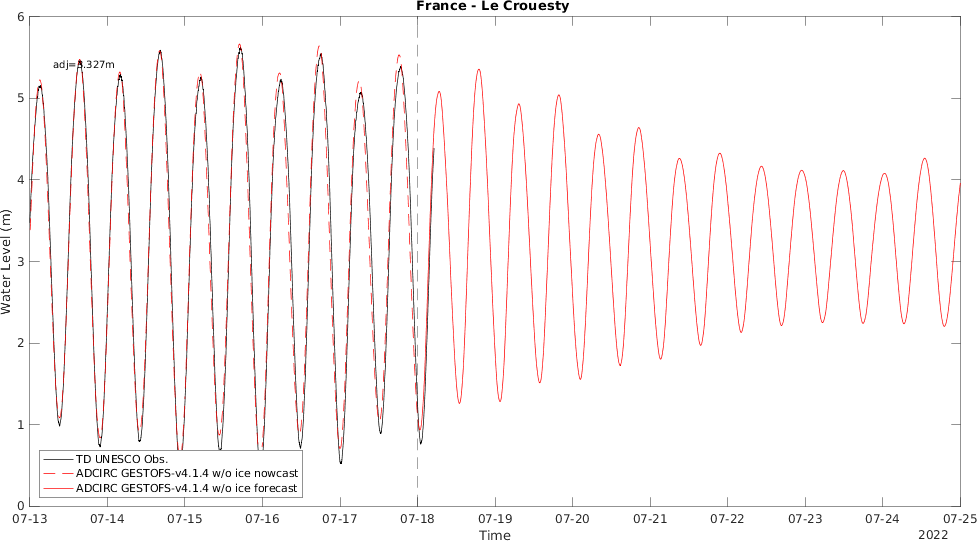 France - Le Crouesty
adj=3.327m
Water Level (m)
6
5
4
3
2
1
0
TD UNESCO Obs.
ADCIRC GESTOFS-v4.1.4 w/o ice nowcast
ADCIRC GESTOFS-v4.1.4 w/o ice forecast
07-13 07-14 07-15 07-16 07-17 07-18 07-19 07-20 07-21 07-22 07-23 07-24 07-25
Time
2022